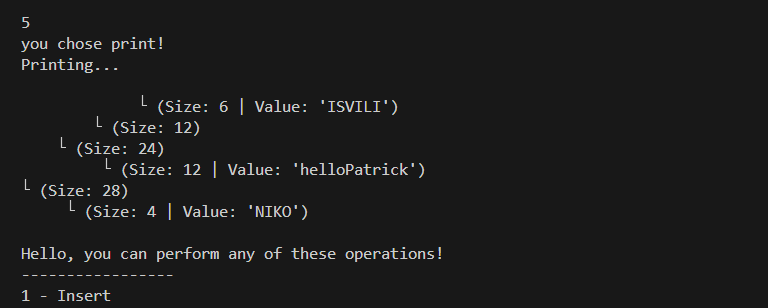 5
you chose print!
Printing...
└ (Size: 6 | Value: 'ISVILI')
└ (Size: 12)
└ (Size: 24)
└ (Size: 12 | Value: 'helloPatrick')
└ (Size: 28)
└ (Size: 4 | Value: 'NIKO')
Hello, you can perform any of these operations!
-----------------
1 - Insert